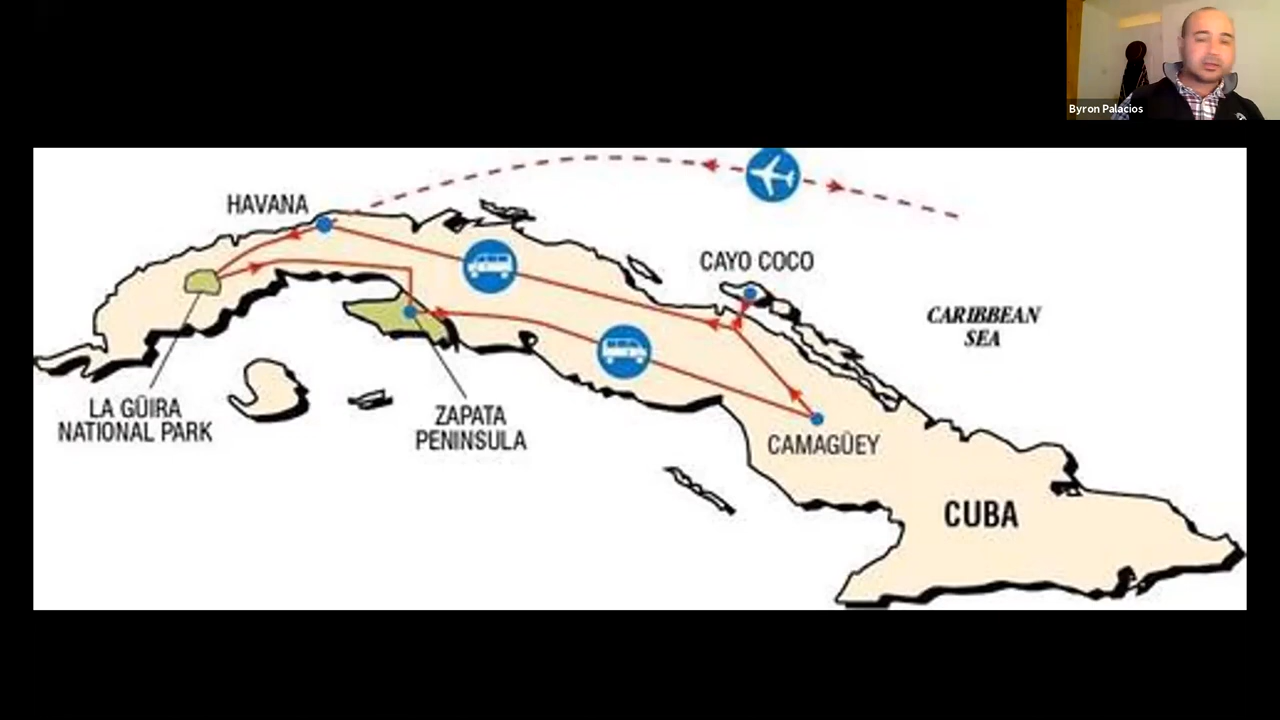 Byron Palacios
HAVANA
CAYO COCO
CARIBBEAN
SEA
LA GÜIRA
NATIONAL PARK
ZAPATA
PENINSULA
CAMAGÜEY
CUBA